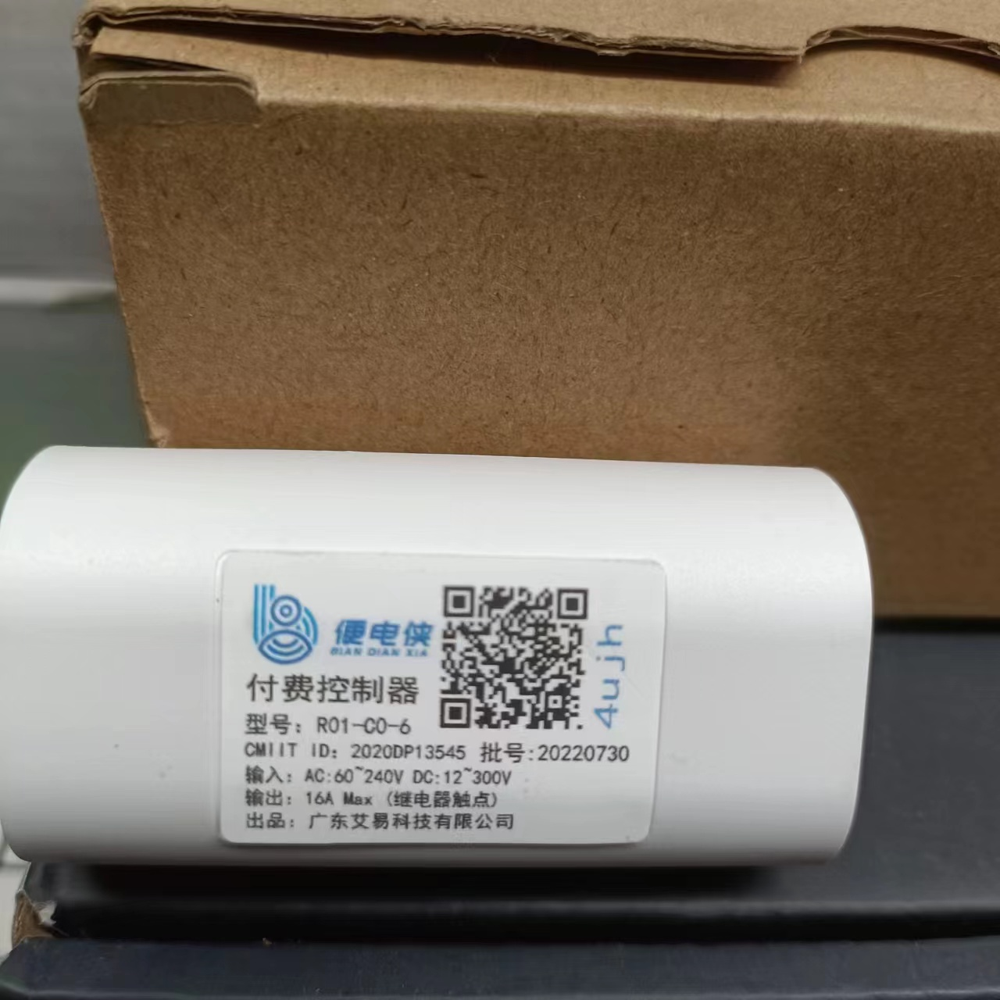 便电侠
BIAN DIAN XIA
4ujh
付费控制器
型号：R01-C0-6
CMIIT ID：2020DP13545 批号:20220730
输入：AC:60~240V DC:12~300V
输出：16A Max (继电器触点)
出品：广东艾易科技有限公司